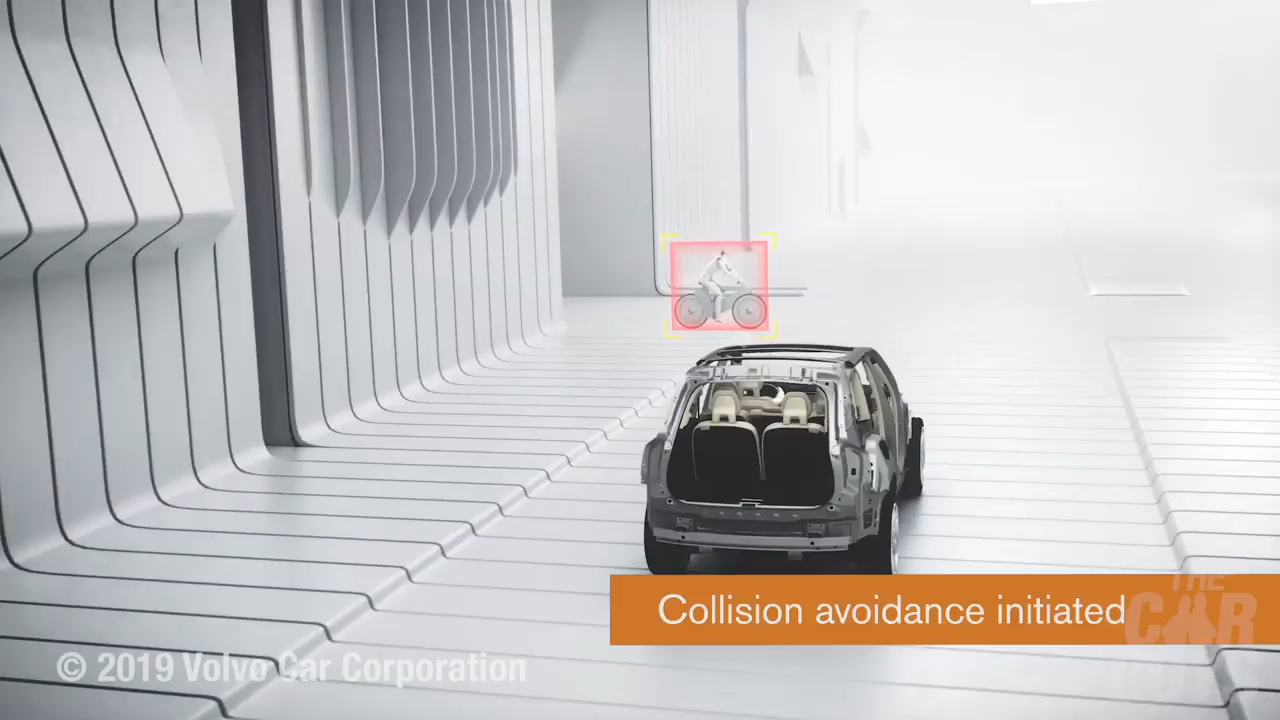 Collision avoidance initiated
THE
CAR
© 2019 Volvo Car Corporation